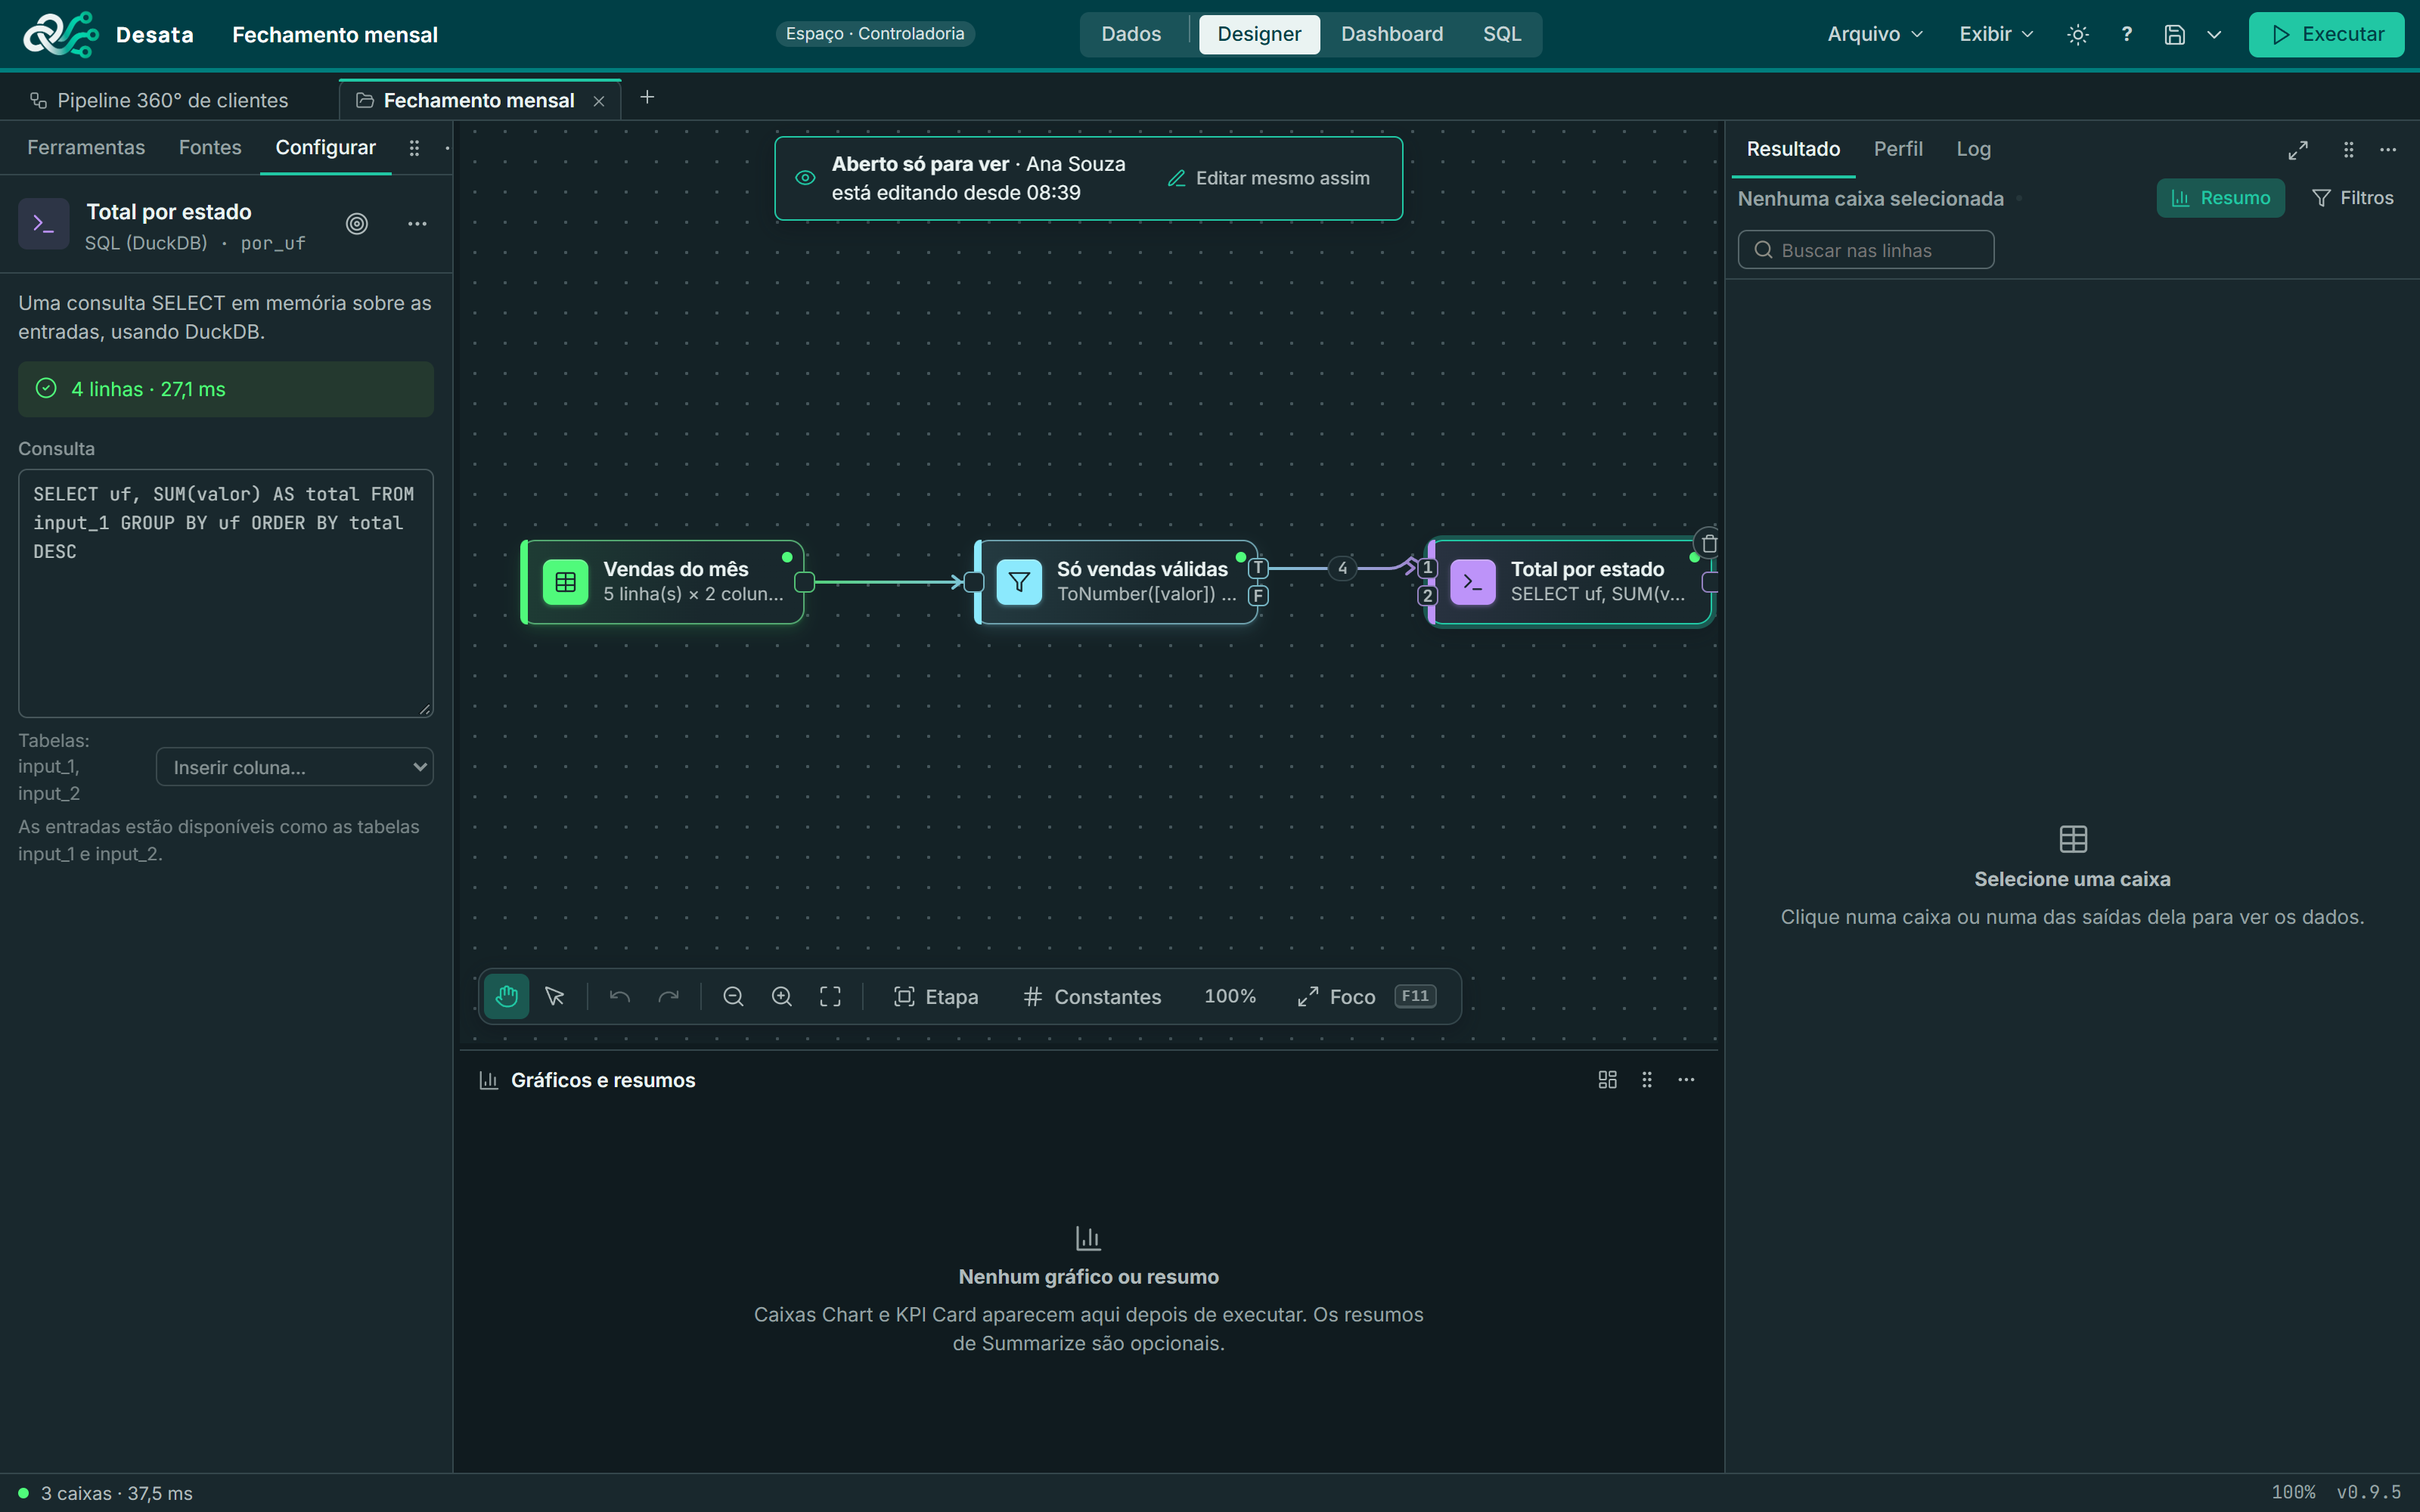 Desata
Fechamento mensal
Espaço · Controladoria
Dados
Designer
Dashboard
SQL
Arquivo
Exibir
?
Executar
Pipeline 360° de clientes
Fechamento mensal
Ferramentas
Fontes
Configurar
Total por estado
SQL (DuckDB) · por_uf
Uma consulta SELECT em memória sobre as
entradas, usando DuckDB.
4 linhas · 27,1 ms
Consulta
SELECT uf, SUM(valor) AS total FROM
input_1 GROUP BY uf ORDER BY total
DESC
Tabelas:
input_1,
input_2
Inserir coluna...
As entradas estão disponíveis como as tabelas
input_1 e input_2.
Aberto só para ver · Ana Souza
está editando desde 08:39
Editar mesmo assim
Vendas do mês
5 linha(s) × 2 colun...
Só vendas válidas
ToNumber([valor]) ...
T
F
4
1
2
Total por estado
SELECT uf, SUM(v...
Etapa
Constantes
100%
Foco
F11
Gráficos e resumos
Nenhum gráfico ou resumo
Caixas Chart e KPI Card aparecem aqui depois de executar. Os resumos
de Summarize são opcionais.
Resultado
Perfil
Log
Nenhuma caixa selecionada
Resumo
Filtros
Buscar nas linhas
Selecione uma caixa
Clique numa caixa ou numa das saídas dela para ver os dados.
3 caixas · 37,5 ms
100%
v0.9.5